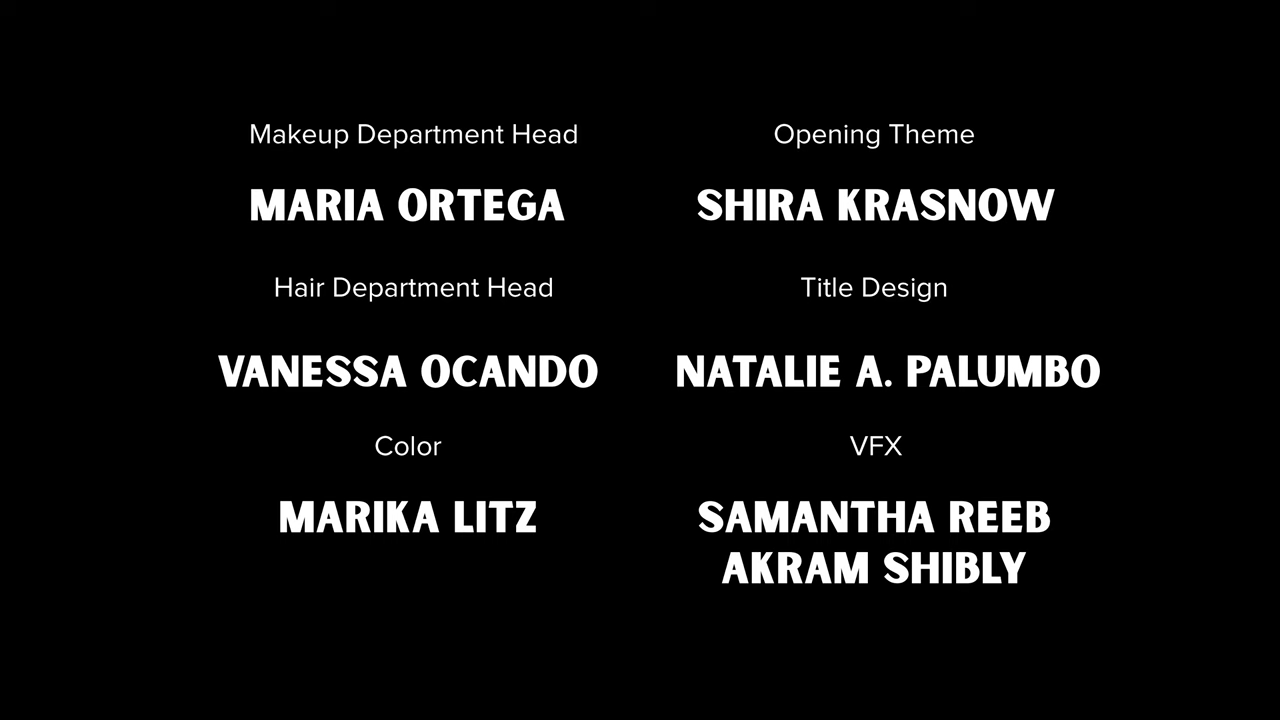 Makeup Department Head
MARIA ORTEGA
Hair Department Head
VANESSA OCANDO
Color
MARIKA LITZ
Opening Theme
SHIRA KRASNOW
Title Design
NATALIE A. PALUMBO
VFX
SAMANTHA REEB
AKRAM SHIBLY